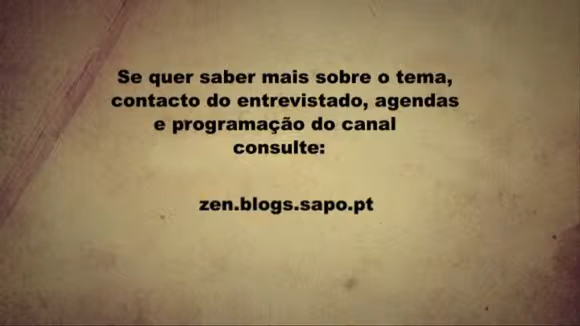 Se quer saber mais sobre o tema,
contacto do entrevistado, agendas
e programação do canal
consulte:
zen.blogs.sapo.pt